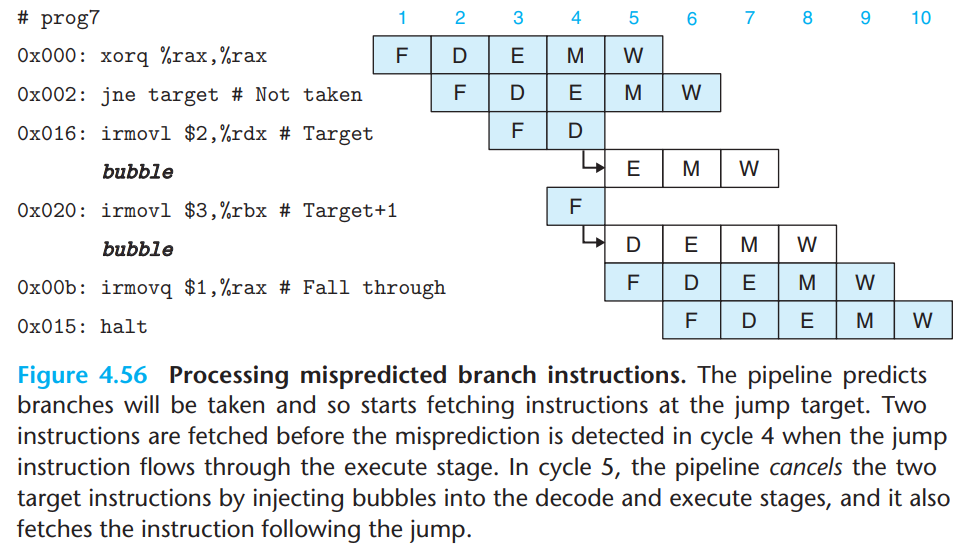 # prog7 1 2 3 4 5 6 7 8 9 10
0x000: xorq %rax,%rax F D E M W
0x002: jne target # Not taken F D E M W
0x016: irmovl $2,%rdx # Target F D
bubble E M W
0x020: irmovl $3,%rbx # Target+1 F
bubble D E M W
0x00b: irmovq $1,%rax # Fall through F D E M W
0x015: halt F D E M W
Figure 4.56 Processing mispredicted branch instructions. The pipeline predicts
branches will be taken and so starts fetching instructions at the jump target. Two
instructions are fetched before the misprediction is detected in cycle 4 when the jump
instruction flows through the execute stage. In cycle 5, the pipeline cancels the two
target instructions by injecting bubbles into the decode and execute stages, and it also
fetches the instruction following the jump.